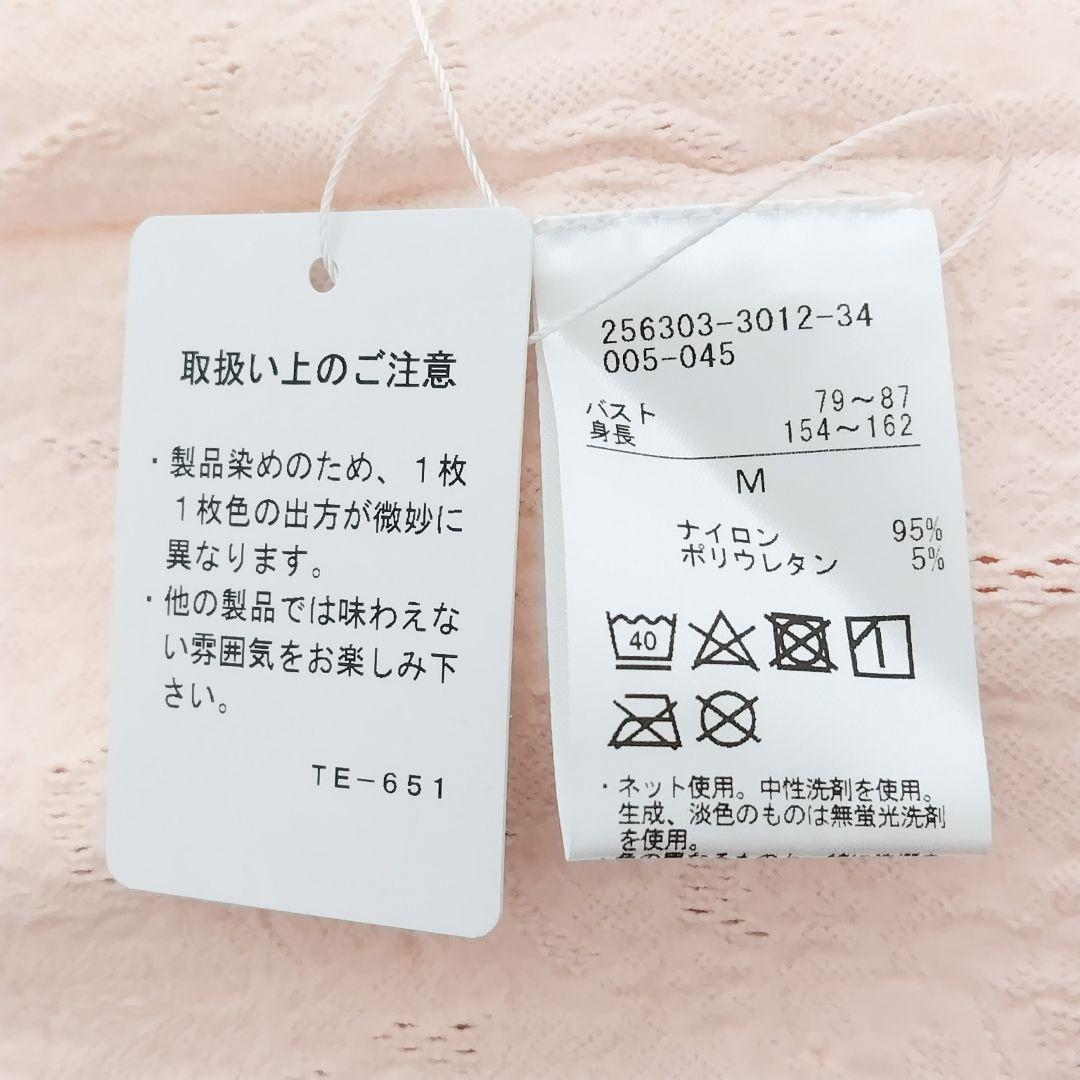 取扱い上のご注意
・製品染めのため、1枚
1枚色の出方が微妙に
異なります。
・他の製品では味わえな
い雰囲気をお楽しみ下
さい。
TE-651
256303-3012-34
005-045
バスト 79～87
身長 154～162
M
ナイロン 95%
ポリウレタン 5%
40
・ネット使用。中性洗剤を使用。
生成、淡色のものは無蛍光洗剤
を使用。